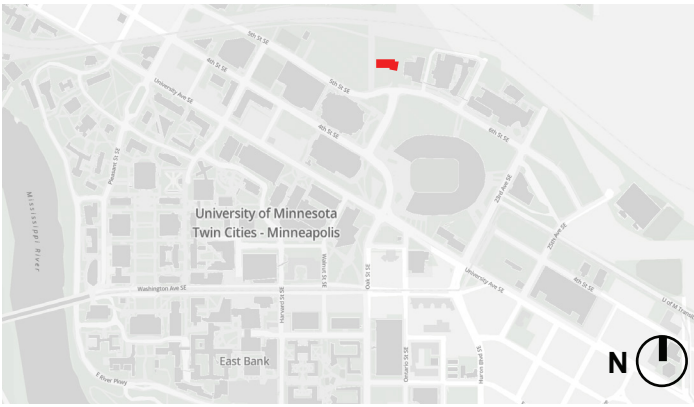 5th St SE
4th St SE
5th St SE
University Ave SE
4th St SE
6th St SE
Pleasant St SE
23rd Ave SE
Mississippi River
University of Minnesota
Twin Cities - Minneapolis
25th Ave SE
Walnut St SE
Oak St SE
University Ave SE
4th St SE
Washington Ave SE
Harvard St SE
U of M Transit
Ontario St SE
Huron Blvd SE
East Bank
N
E River Pkwy